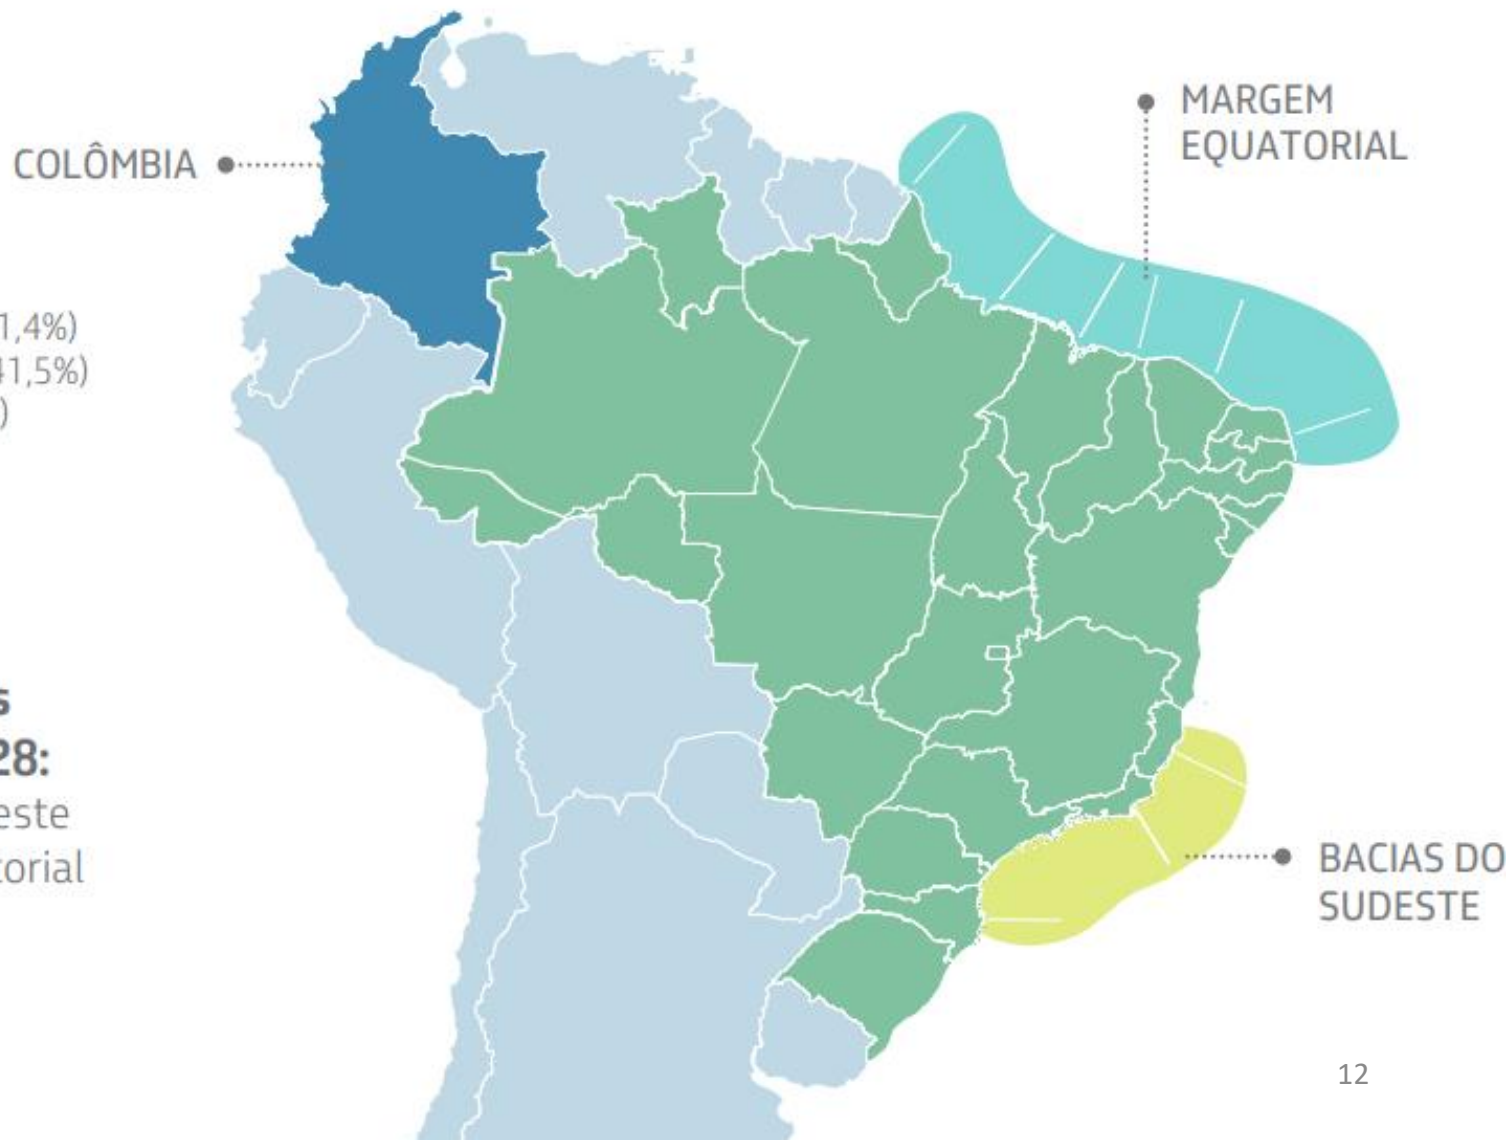 MARGEM
EQUATORIAL
COLÔMBIA
1,4%)
41,5%)
)
s
28:
este
torial
BACIAS DO
SUDESTE
12